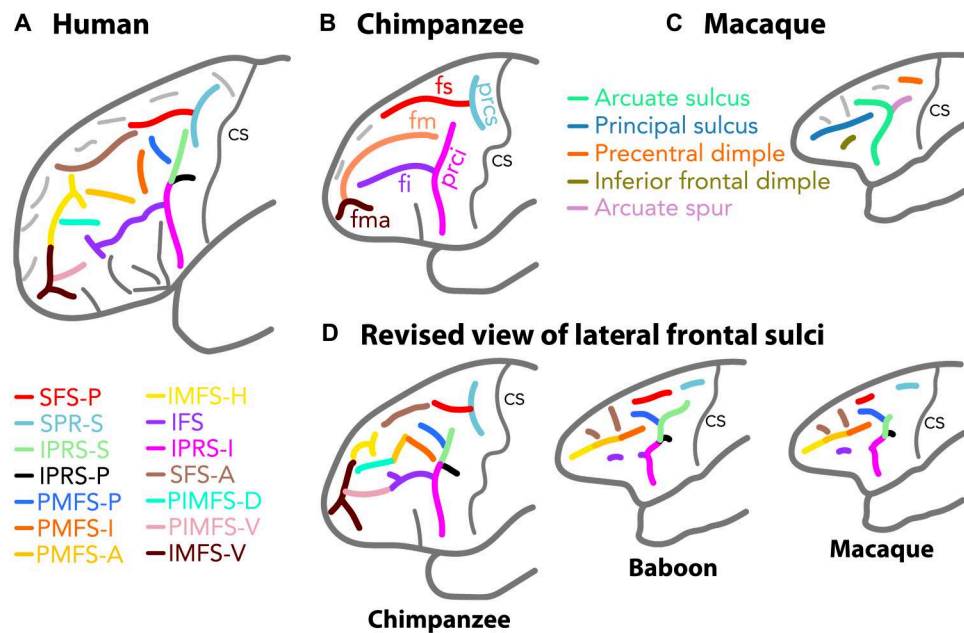 A Human
B Chimpanzee
C Macaque
cs
fs
prcs
fm
fi
prci
fma
cs
Arcuate sulcus
Principal sulcus
Precentral dimple
Inferior frontal dimple
Arcuate spur
cs
D Revised view of lateral frontal sulci
SFS-P
SPR-S
IPRS-S
IPRS-P
PMFS-P
PMFS-I
PMFS-A
IMFS-H
IFS
IPRS-I
SFS-A
PIMFS-D
PIMFS-V
IMFS-V
cs
Chimpanzee
cs
Baboon
cs
Macaque